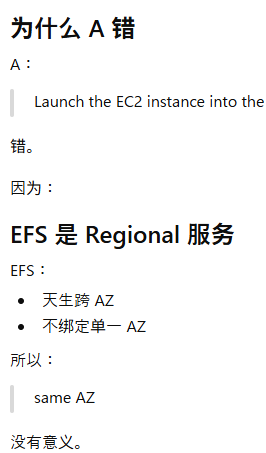 为什么 A 错
A：
Launch the EC2 instance into the
错。
因为：
EFS 是 Regional 服务
EFS：
• 天生跨 AZ
• 不绑定单一 AZ
所以：
same AZ
没有意义。